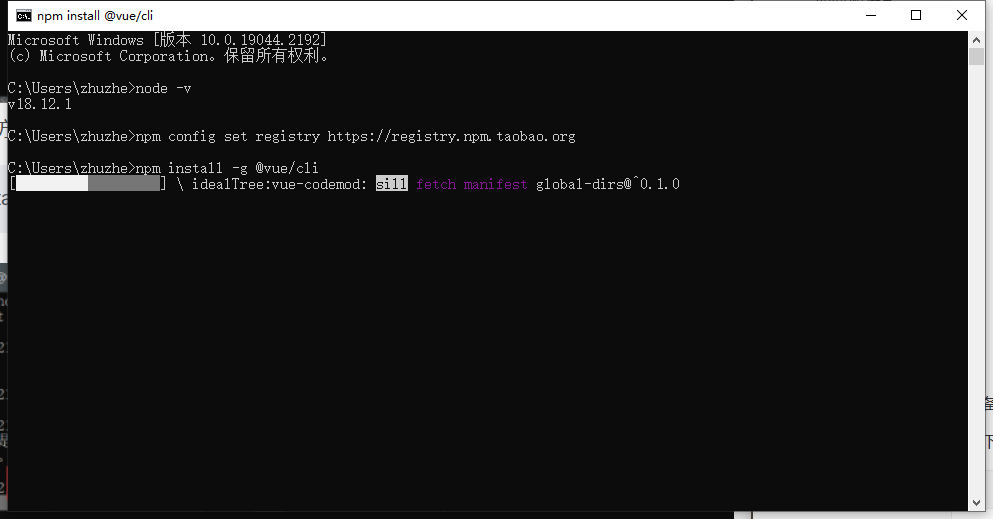 npm install @vue/cli
Microsoft Windows [版本 10.0.19044.2192]
(c) Microsoft Corporation。保留所有权利。
C:\Users\zhuzhe>node -v
v18.12.1
C:\Users\zhuzhe>npm config set registry https://registry.npm.taobao.org
C:\Users\zhuzhe>npm install -g @vue/cli
[] \ idealTree:vue-codemod: sill fetch manifest global-dirs@^0.1.0